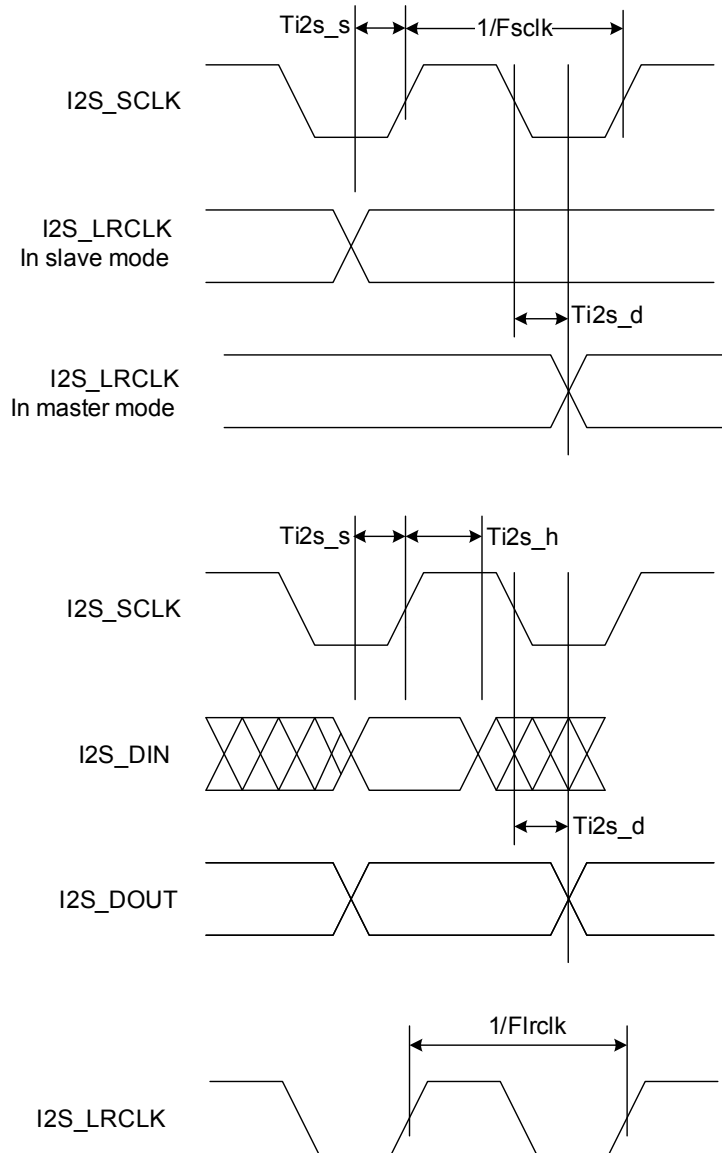 Ti2s_s
1/Fsclk
I2S_SCLK
I2S_LRCLK
In slave mode
Ti2s_d
I2S_LRCLK
In master mode
Ti2s_s
Ti2s_h
I2S_SCLK
I2S_DIN
Ti2s_d
I2S_DOUT
1/Flrclk
I2S_LRCLK